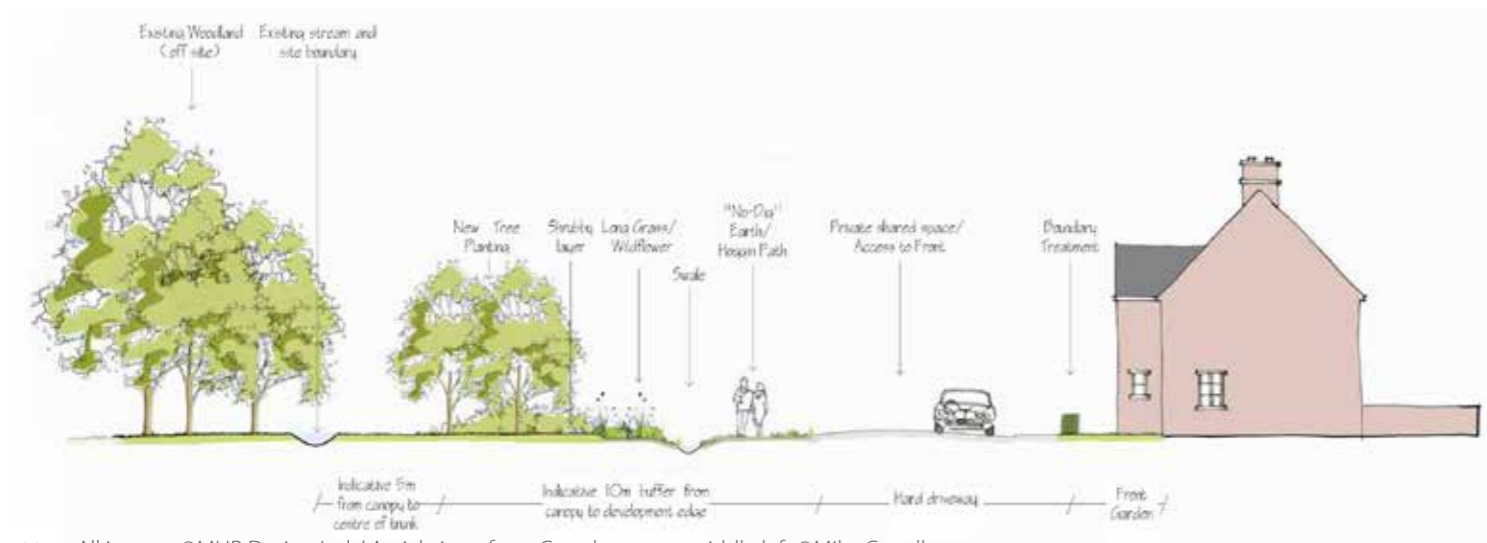 Existing Woodland
(off site)
Existing stream and
site boundary
New Tree
Planting
Shrubby
layer
Long Grass/
Wildflower
Swale
"No-Dig"
Earth/
Hoggin Path
Private shared space/
Access to Front
Boundary
Treatment
Indicative 5m
from canopy to
centre of trunk
Indicative 10m buffer from
canopy to development edge
Hard driveway
Front
Garden